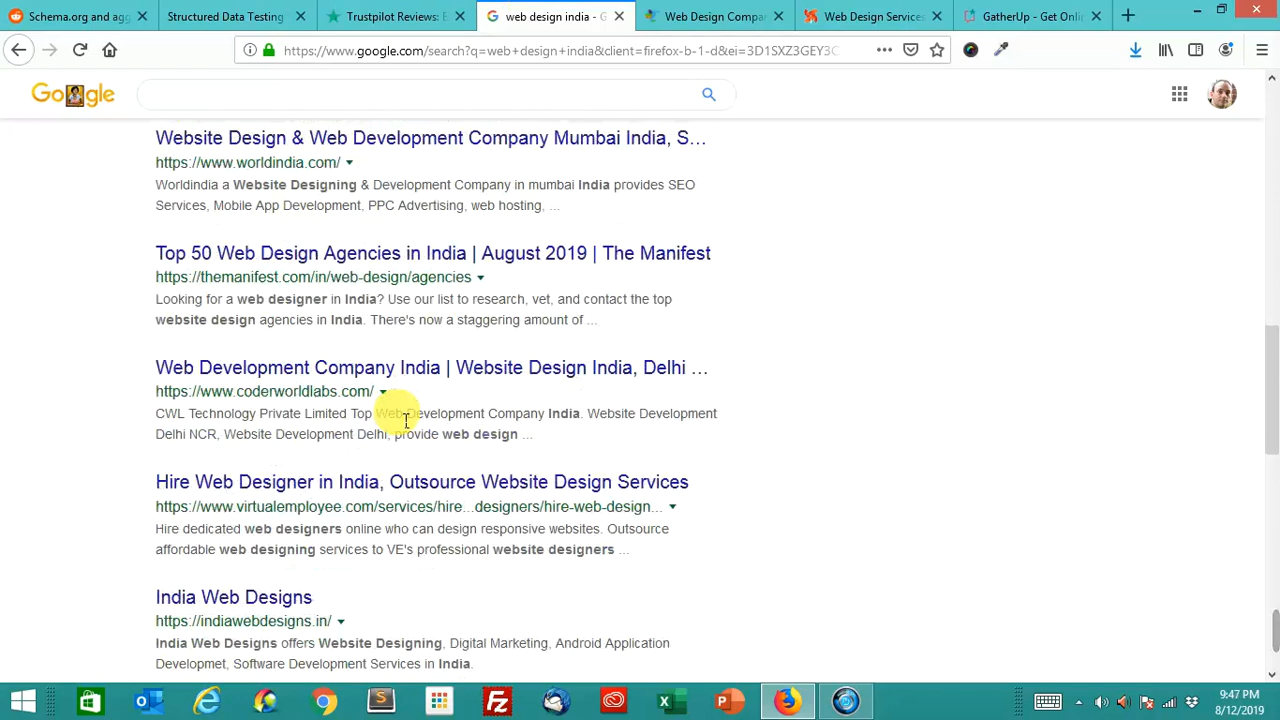 Schema.org and agg
Structured Data Testing
Trustpilot Reviews: E
web design india - G
Web Design Compa
Web Design Services
GatherUp - Get Onli
https://www.google.com/search?q=web+design+india&client=firefox-b-1-d&ei=3D1SXZ3GEY3C
Google
Website Design & Web Development Company Mumbai India, S...
https://www.worldindia.com/
Worldindia a Website Designing & Development Company in mumbai India provides SEO
Services, Mobile App Development, PPC Advertising, web hosting, ...
Top 50 Web Design Agencies in India | August 2019 | The Manifest
https://themanifest.com/in/web-design/agencies
Looking for a web designer in India? Use our list to research, vet, and contact the top
website design agencies in India. There's now a staggering amount of ...
Web Development Company India | Website Design India, Delhi ...
https://www.coderworldlabs.com/
CWL Technology Private Limited Top Web Development Company India. Website Development
Delhi NCR, Website Development Delhi, provide web design ...
Hire Web Designer in India, Outsource Website Design Services
https://www.virtualemployee.com/services/hire...designers/hire-web-design...
Hire dedicated web designers online who can design responsive websites. Outsource
affordable web designing services to VE's professional website designers ...
India Web Designs
https://indiawebdesigns.in/
India Web Designs offers Website Designing, Digital Marketing, Android Application
Developmet, Software Development Services in India.
9:47 PM
8/12/2019